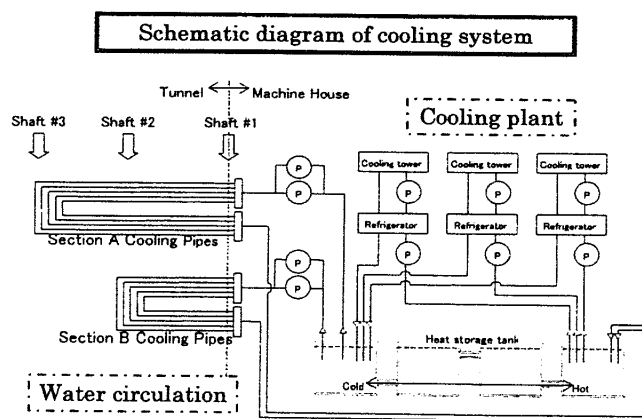 Schematic diagram of cooling system
Tunnel
Machine House
Shaft #3
Shaft #2
Shaft #1
Cooling plant
Cooling tower
Cooling tower
Cooling tower
P
P
P
P
P
Refrigerator
Refrigerator
Refrigerator
P
P
P
Section A Cooling Pipes
P
P
Section B Cooling Pipes
Heat storage tank
Cold
Hot
Water circulation